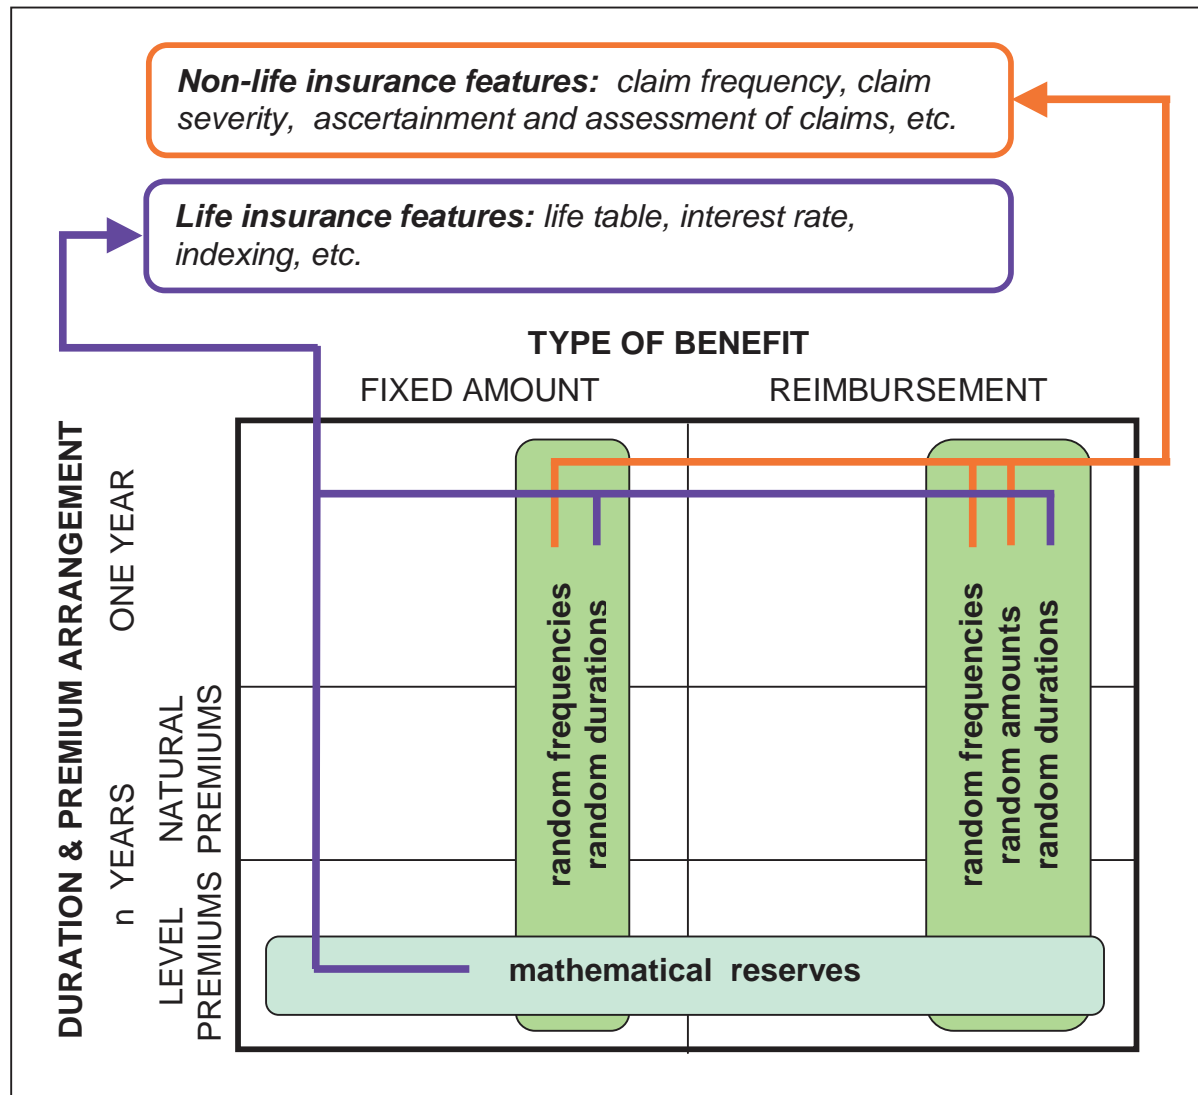 Non-life insurance features: claim frequency, claim
severity, ascertainment and assessment of claims, etc.
Life insurance features: life table, interest rate,
indexing, etc.
TYPE OF BENEFIT
FIXED AMOUNT
REIMBURSEMENT
DURATION & PREMIUM ARRANGEMENT
ONE YEAR
n YEARS
NATURAL
PREMIUMS
LEVEL
PREMIUMS
random frequencies
random durations
random frequencies
random amounts
random durations
mathematical reserves